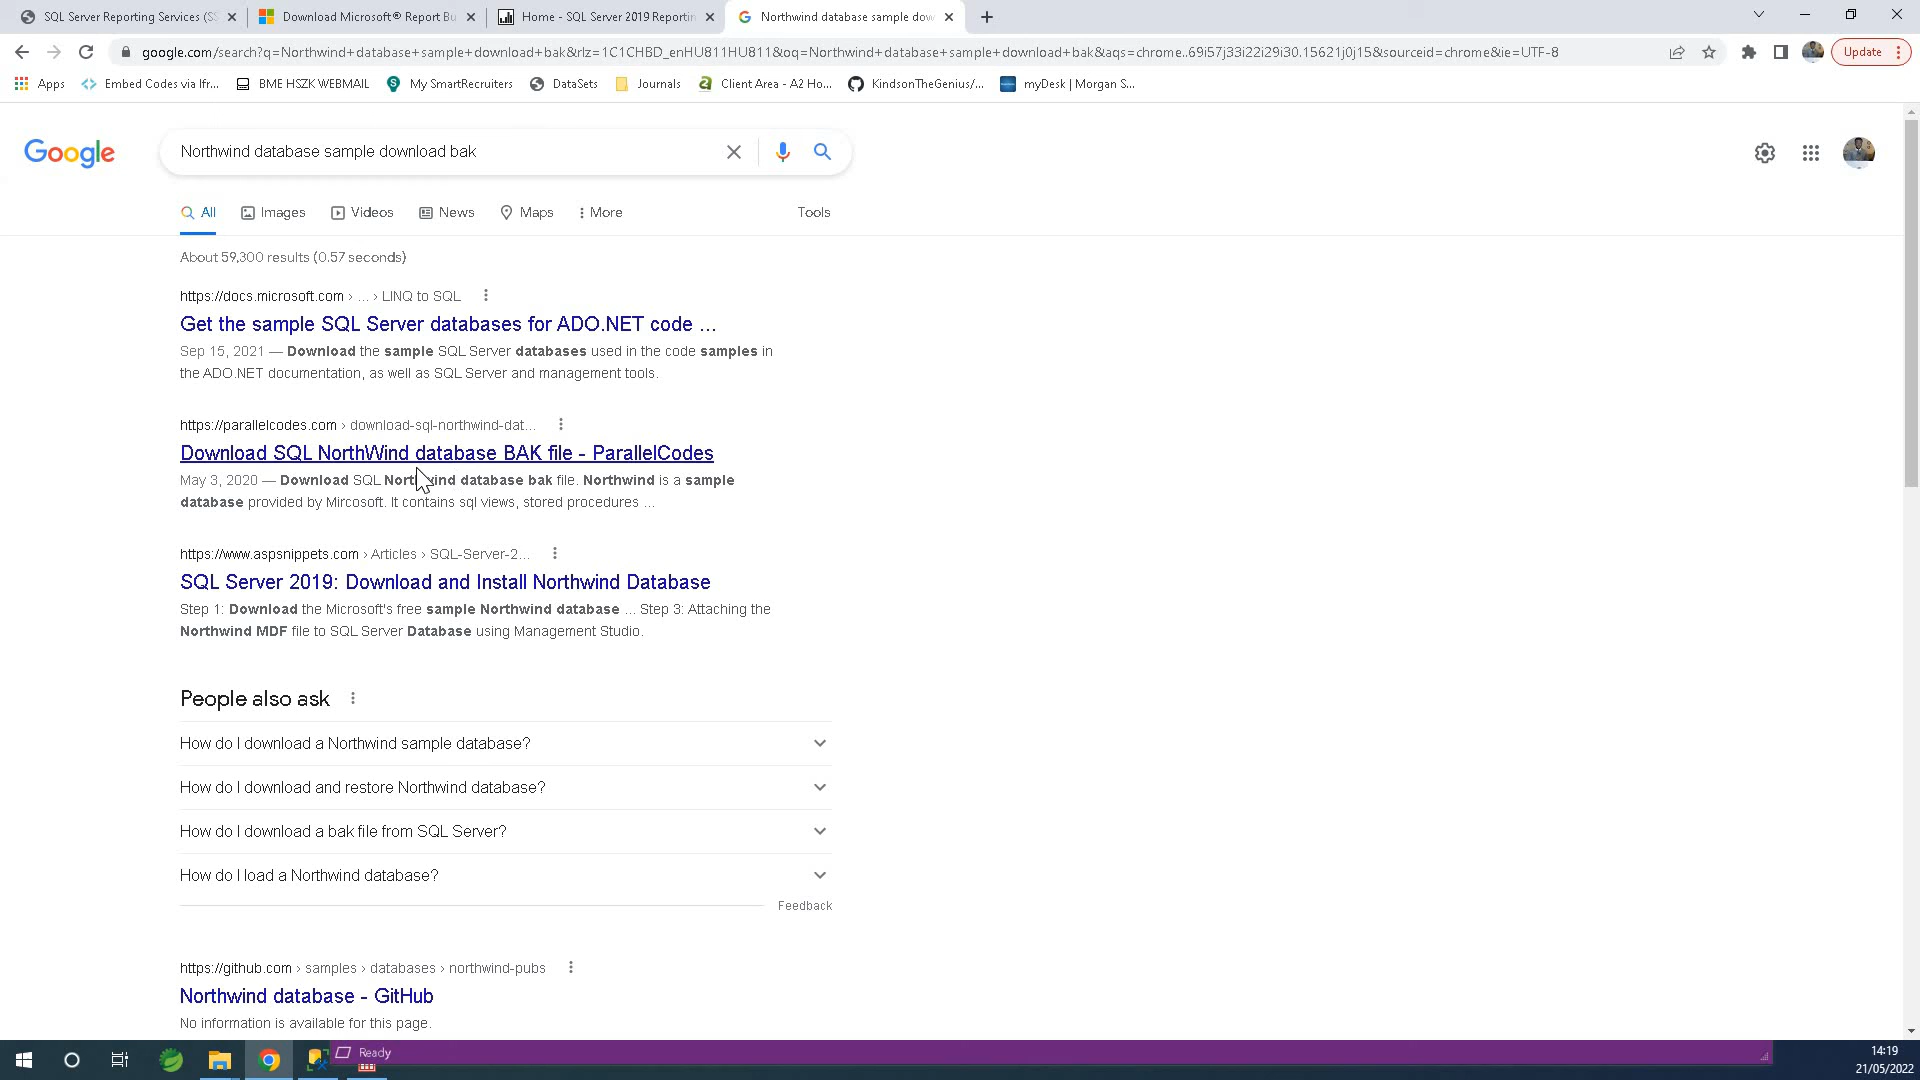 SQL Server Reporting Services (SS
Download Microsoft® Report Bu
Home - SQL Server 2019 Reportin
Northwind database sample dow
google.com/search?q=Northwind+database+sample+download+bak&rlz=1C1CHBD_enHU811HU811&oq=Northwind+database+sample+download+bak&aqs=chrome..69i57j33i22i29i30.15621j0j15&sourceid=chrome&ie=UTF-8
Update
Apps
Embed Codes via Ifr...
BME HSZK WEBMAIL
My SmartRecruiters
DataSets
Journals
Client Area - A2 Ho...
KindsonTheGenius/...
myDesk | Morgan S...
Google
Northwind database sample download bak
All
Images
Videos
News
Maps
More
Tools
About 59,300 results (0.57 seconds)
https://docs.microsoft.com › ... › LINQ to SQL
Get the sample SQL Server databases for ADO.NET code ...
Sep 15, 2021 — Download the sample SQL Server databases used in the code samples in
the ADO.NET documentation, as well as SQL Server and management tools.
https://parallelcodes.com › download-sql-northwind-dat...
Download SQL NorthWind database BAK file - ParallelCodes
May 3, 2020 — Download SQL Northwind database bak file. Northwind is a sample
database provided by Mircosoft. It contains sql views, stored procedures ...
https://www.aspsnippets.com › Articles › SQL-Server-2...
SQL Server 2019: Download and Install Northwind Database
Step 1: Download the Microsoft's free sample Northwind database ... Step 3: Attaching the
Northwind MDF file to SQL Server Database using Management Studio.
People also ask
How do I download a Northwind sample database?
How do I download and restore Northwind database?
How do I download a bak file from SQL Server?
How do I load a Northwind database?
Feedback
https://github.com › samples › databases › northwind-pubs
Northwind database - GitHub
No information is available for this page.
Ready
14:19
21/05/2022